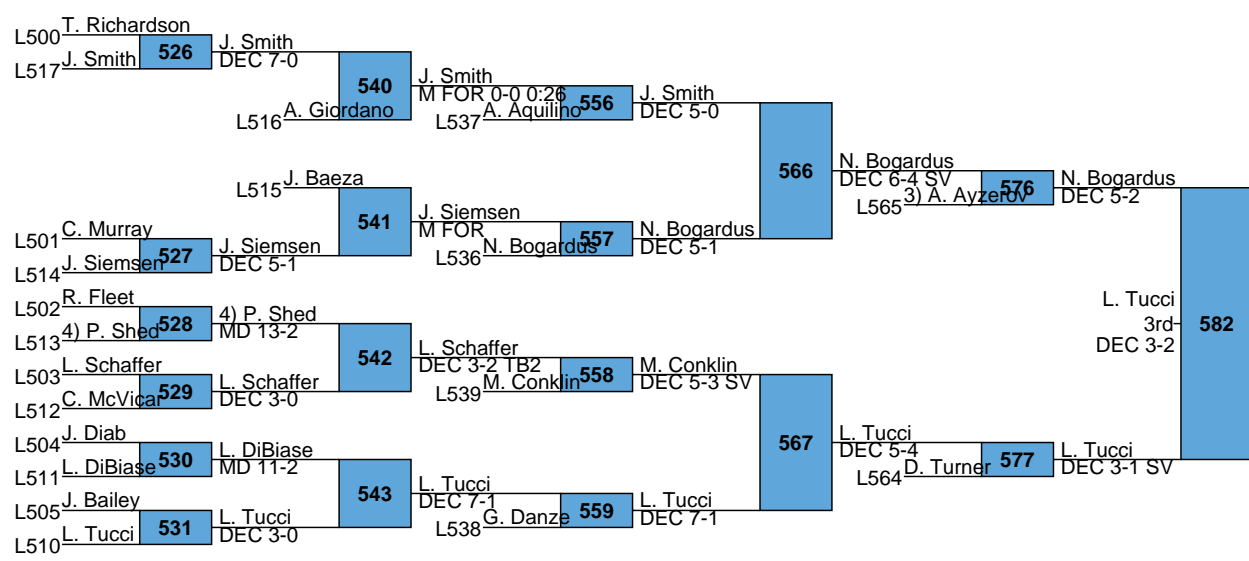 T. Richardson
L500
526
J. Smith
L517
J. Smith
DEC 7-0
540
A. Giordano
L516
J. Smith
M FOR 0-0 0:26
556
A. Aquilino
L537
J. Smith
DEC 5-0
566
J. Baeza
L515
541
C. Murray
L501
527
J. Siemsen
L514
J. Siemsen
DEC 5-1
J. Siemsen
M FOR
557
N. Bogardus
L536
N. Bogardus
DEC 5-1
N. Bogardus
DEC 6-4 SV
576
3) A. Ayzerov
L565
N. Bogardus
DEC 5-2
582
R. Fleet
L502
528
4) P. Shed
L513
4) P. Shed
MD 13-2
542
L. Schaffer
L503
529
C. McVicar
L512
L. Schaffer
DEC 3-0
L. Schaffer
DEC 3-2 TB2
558
M. Conklin
L539
M. Conklin
DEC 5-3 SV
567
J. Diab
L504
530
L. DiBiase
L511
L. DiBiase
MD 11-2
543
J. Bailey
L505
531
L. Tucci
L510
L. Tucci
DEC 3-0
L. Tucci
DEC 7-1
559
G. Danze
L538
L. Tucci
DEC 7-1
L. Tucci
DEC 5-4
577
D. Turner
L564
L. Tucci
DEC 3-1 SV
L. Tucci
3rd
DEC 3-2